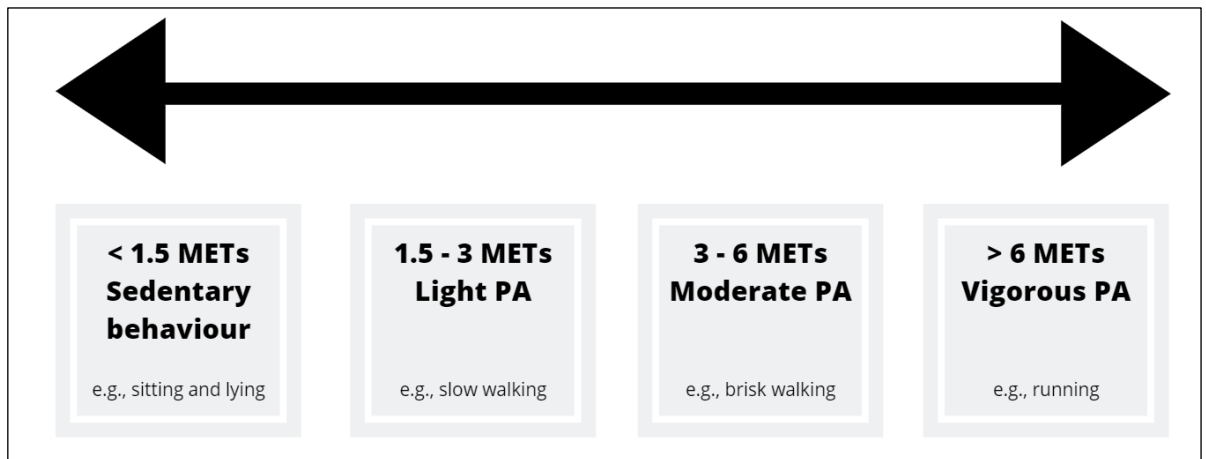 < 1.5 METs
Sedentary
behaviour
e.g., sitting and lying
1.5 - 3 METs
Light PA
e.g., slow walking
3 - 6 METs
Moderate PA
e.g., brisk walking
> 6 METs
Vigorous PA
e.g., running